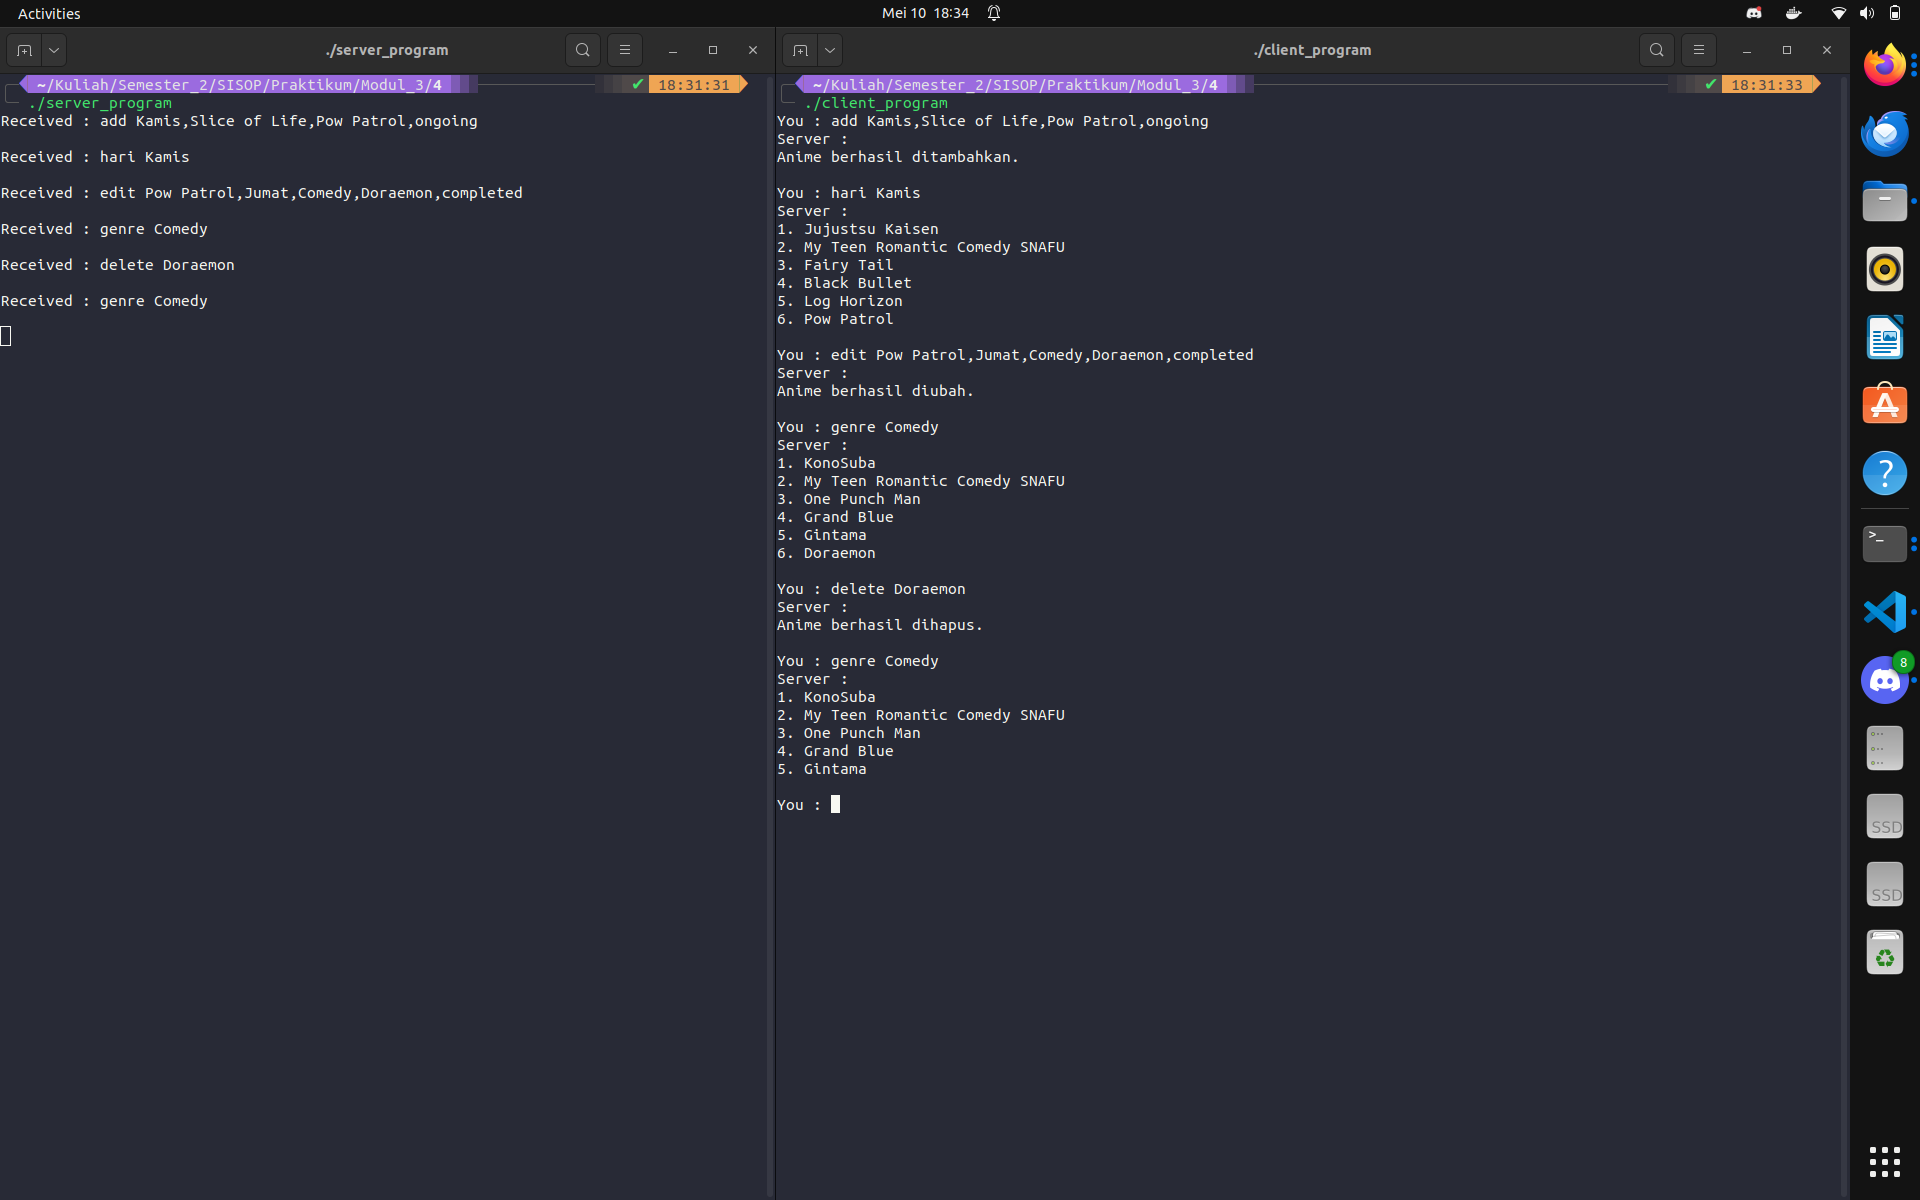 Activities
Mei 10 18:34
./server_program
~/Kuliah/Semester_2/SISOP/Praktikum/Modul_3/4
✔ 18:31:31
./server_program
Received : add Kamis,Slice of Life,Pow Patrol,ongoing
Received : hari Kamis
Received : edit Pow Patrol,Jumat,Comedy,Doraemon,completed
Received : genre Comedy
Received : delete Doraemon
Received : genre Comedy
./client_program
~/Kuliah/Semester_2/SISOP/Praktikum/Modul_3/4
✔ 18:31:33
./client_program
You : add Kamis,Slice of Life,Pow Patrol,ongoing
Server :
Anime berhasil ditambahkan.
You : hari Kamis
Server :
1. Jujustsu Kaisen
2. My Teen Romantic Comedy SNAFU
3. Fairy Tail
4. Black Bullet
5. Log Horizon
6. Pow Patrol
You : edit Pow Patrol,Jumat,Comedy,Doraemon,completed
Server :
Anime berhasil diubah.
You : genre Comedy
Server :
1. KonoSuba
2. My Teen Romantic Comedy SNAFU
3. One Punch Man
4. Grand Blue
5. Gintama
6. Doraemon
You : delete Doraemon
Server :
Anime berhasil dihapus.
You : genre Comedy
Server :
1. KonoSuba
2. My Teen Romantic Comedy SNAFU
3. One Punch Man
4. Grand Blue
5. Gintama
You :
?
>_
8
SSD
SSD